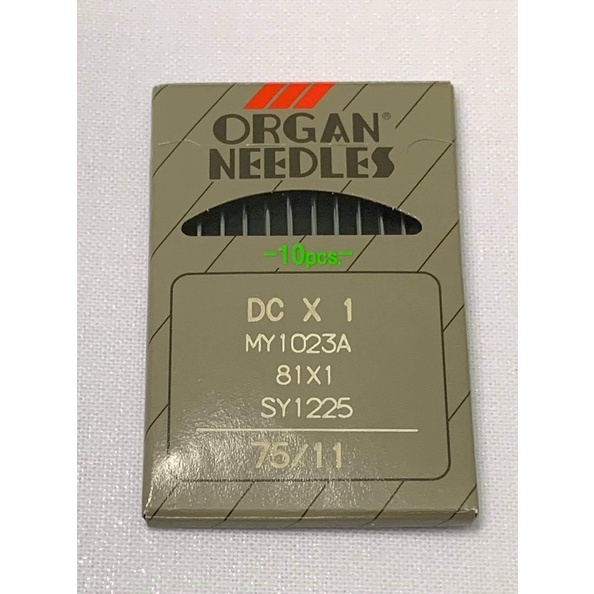 ORGAN®
NEEDLES
-10pcs.-
DC X 1
MY1023A
81X1
SY1225
75/11